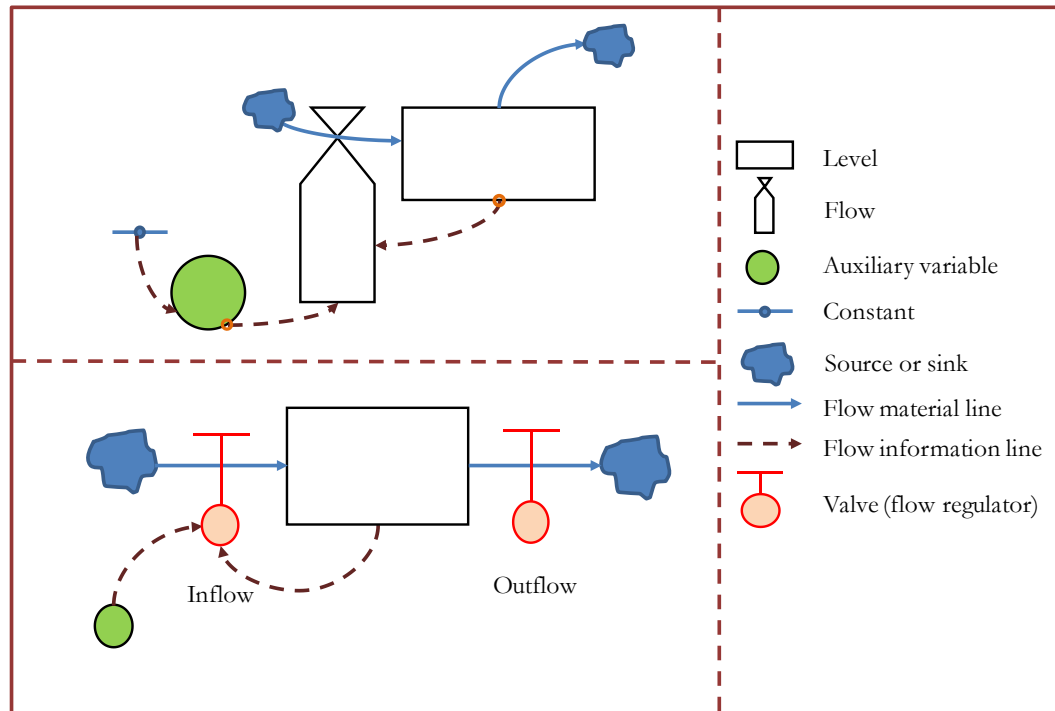 Level
Flow
Auxiliary variable
Constant
Source or sink
Flow material line
Flow information line
Valve (flow regulator)
Inflow
Outflow